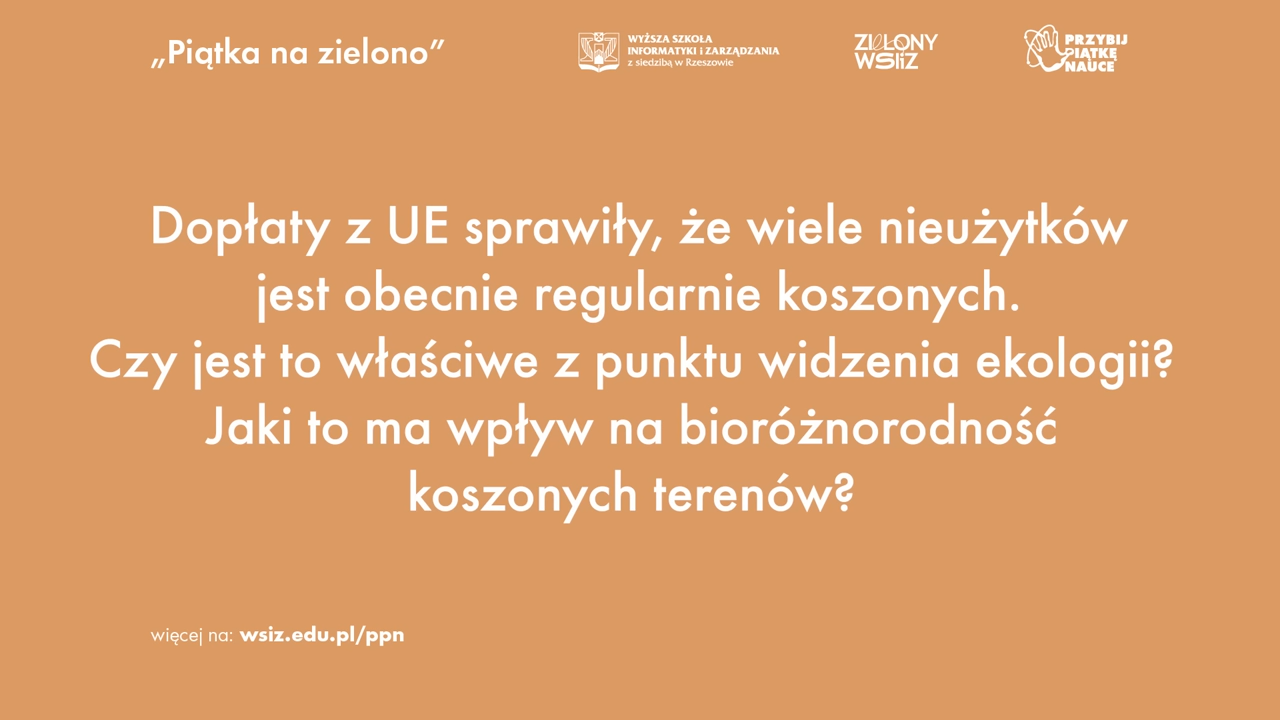 „Piątka na zielono”
WYŻSZA SZKOŁA
INFORMATYKI i ZARZĄDZANIA
z siedzibą w Rzeszowie
ZIELONY
WSIiZ
PRZYBIJ
PIĄTKĘ
NAUCE
Dopłaty z UE sprawiły, że wiele nieużytków
jest obecnie regularnie koszonych.
Czy jest to właściwe z punktu widzenia ekologii?
Jaki to ma wpływ na bioróżnorodność
koszonych terenów?
więcej na: wsiz.edu.pl/ppn